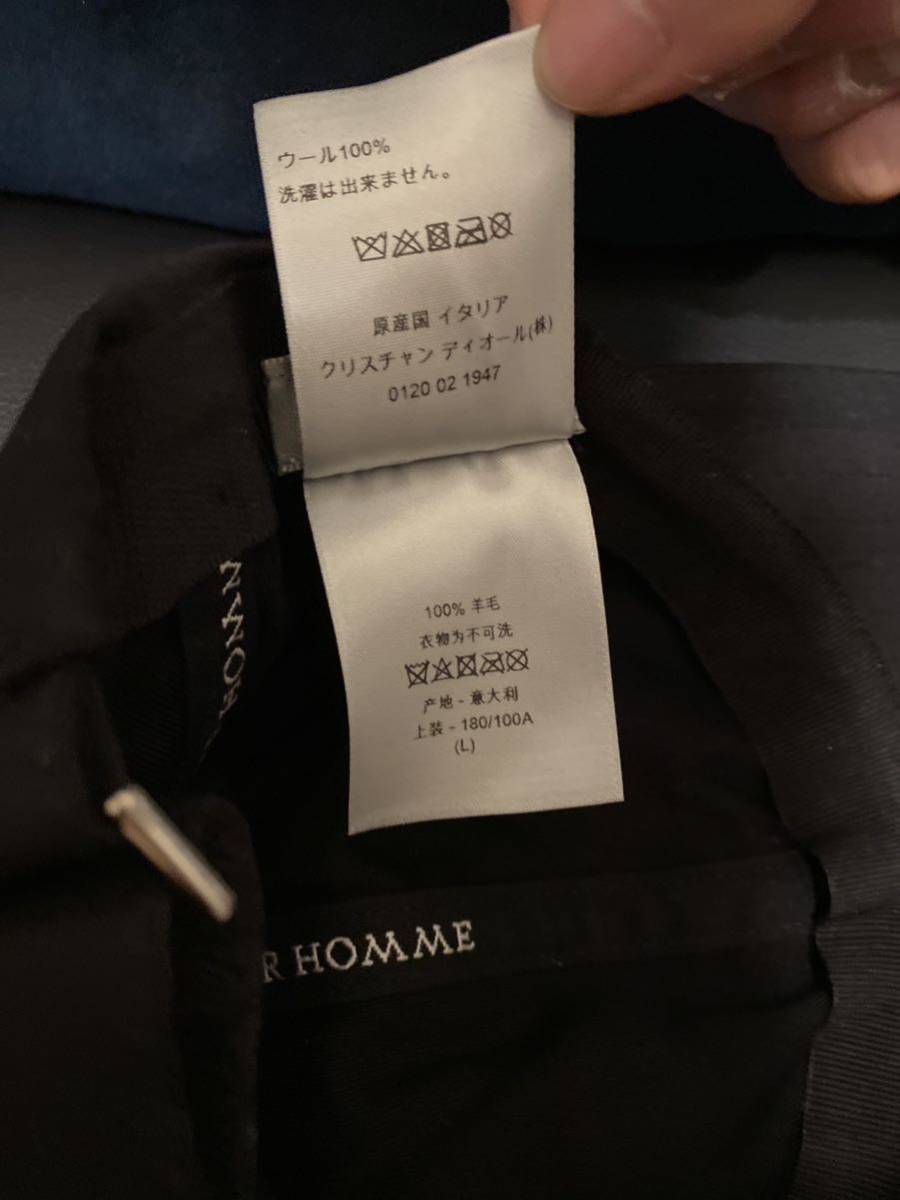 ウール100%
洗濯は出来ません。
原産国 イタリア
クリスチャン ディオール(株)
0120 02 1947
100% 羊毛
衣物为不可洗
产地 - 意大利
上装 - 180/100A
(L)
R HOMME